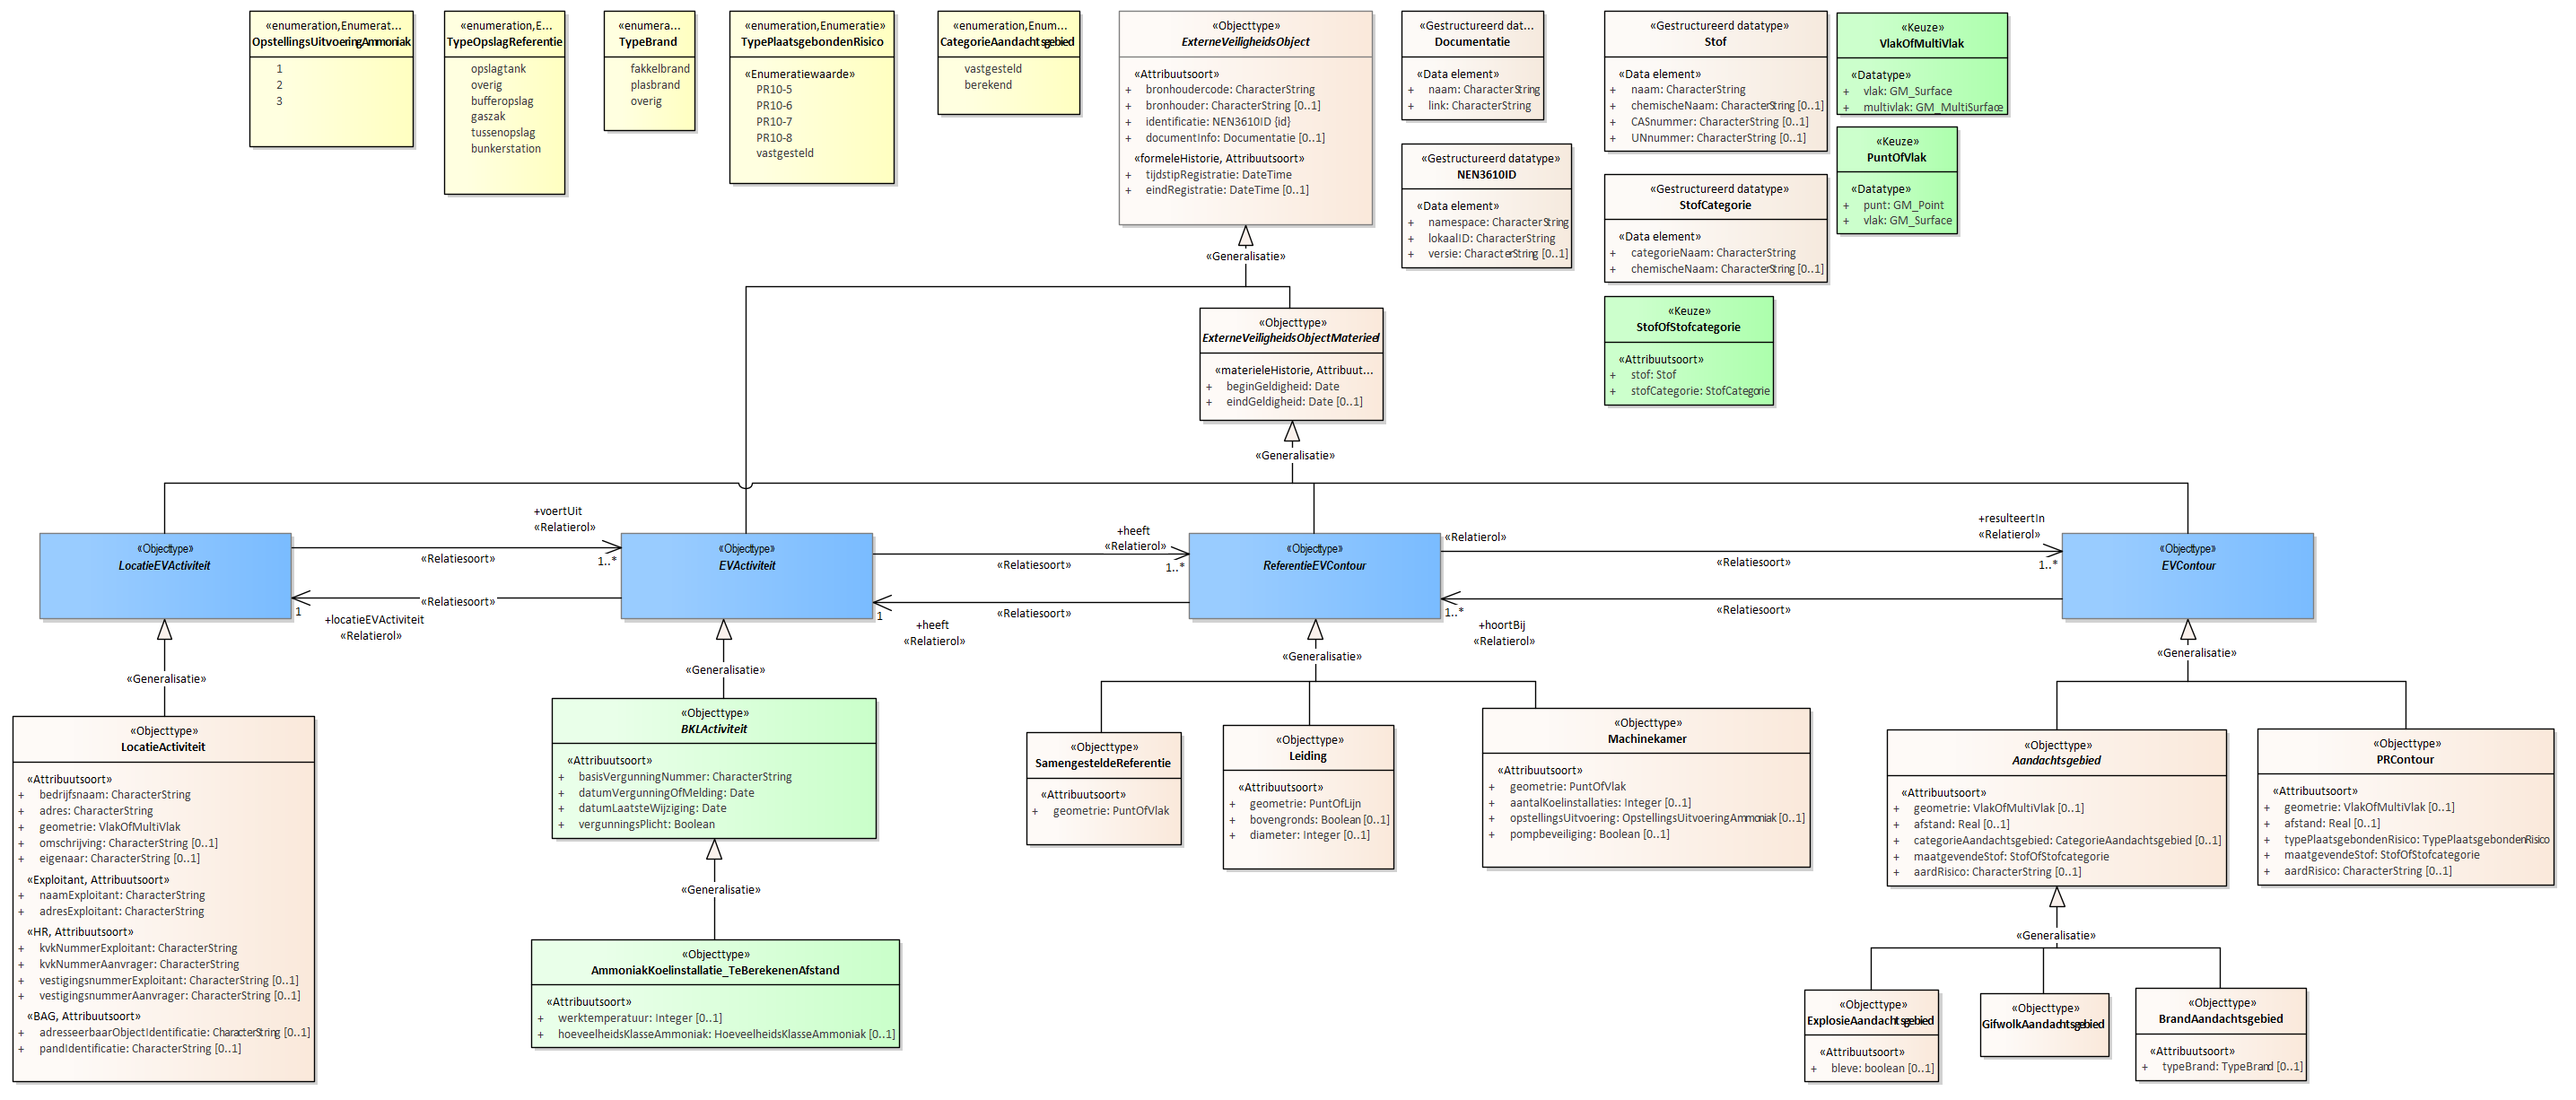 «enumeration,Enumerat...
OpstellingsUitvoeringAmmoniak
1
2
3
«enumeration,E...
TypeOpslagReferentie
opslagtank
overig
bufferopslag
gaszak
tussenopslag
bunkerstation
«enumera...
TypeBrand
fakkelbrand
plasbrand
overig
«enumeration,Enumeratie»
TypePlaatsgebondenRisico
«Enumeratiewaarde»
PR10-5
PR10-6
PR10-7
PR10-8
vastgesteld
«enumeration,Enum...
CategorieAandachtsgebied
vastgesteld
berekend
«Objecttype»
ExterneVeiligheidsObject
«Attribuutsoort»
+ bronhoudercode: CharacterString
+ bronhouder: CharacterString [0..1]
+ identificatie: NEN3610ID {id}
+ documentInfo: Documentatie [0..1]
«formeleHistorie, Attribuutsoort»
+ tijdstipRegistratie: DateTime
+ eindRegistratie: DateTime [0..1]
«Gestructureerd dat...
Documentatie
«Data element»
+ naam: CharacterString
+ link: CharacterString
«Gestructureerd datatype»
NEN3610ID
«Data element»
+ namespace: CharacterString
+ lokaalID: CharacterString
+ versie: CharacterString [0..1]
«Gestructureerd datatype»
Stof
«Data element»
+ naam: CharacterString
+ chemischeNaam: CharacterString [0..1]
+ CASnummer: CharacterString [0..1]
+ UNnummer: CharacterString [0..1]
«Gestructureerd datatype»
StofCategorie
«Data element»
+ categorieNaam: CharacterString
+ chemischeNaam: CharacterString [0..1]
«Keuze»
StofOfStofcategorie
«Attribuutsoort»
+ stof: Stof
+ stofCategorie: StofCategorie
«Keuze»
VlakOfMultiVlak
«Datatype»
+ vlak: GM_Surface
+ multivlak: GM_MultiSurface
«Keuze»
PuntOfVlak
«Datatype»
+ punt: GM_Point
+ vlak: GM_Surface
«Generalisatie»
«Objecttype»
ExterneVeiligheidsObjectMaterieel
«materieleHistorie, Attribuut...
+ beginGeldigheid: Date
+ eindGeldigheid: Date [0..1]
«Generalisatie»
«Objecttype»
LocatieEVActiviteit
+voertUit
«Relatierol»
«Relatiesoort»
1..*
«Relatiesoort»
1
+locatieEVActiviteit
«Relatierol»
«Objecttype»
EVActiviteit
+heeft
«Relatierol»
«Relatiesoort»
1..*
1
«Relatiesoort»
+heeft
«Relatierol»
«Objecttype»
ReferentieEVContour
«Relatierol»
+resulteertIn
«Relatierol»
«Relatiesoort»
1..*
«Relatiesoort»
1..*
+hoortBij
«Relatierol»
«Objecttype»
EVContour
«Generalisatie»
«Generalisatie»
«Generalisatie»
«Generalisatie»
«Objecttype»
LocatieActiviteit
«Attribuutsoort»
+ bedrijfsnaam: CharacterString
+ adres: CharacterString
+ geometrie: VlakOfMultiVlak
+ omschrijving: CharacterString [0..1]
+ eigenaar: CharacterString [0..1]
«Exploitant, Attribuutsoort»
+ naamExploitant: CharacterString
+ adresExploitant: CharacterString
«HR, Attribuutsoort»
+ kvkNummerExploitant: CharacterString
+ kvkNummerAanvrager: CharacterString
+ vestigingsnummerExploitant: CharacterString [0..1]
+ vestigingsnummerAanvrager: CharacterString [0..1]
«BAG, Attribuutsoort»
+ adresseerbaarObjectIdentificatie: CharacterString [0..1]
+ pandIdentificatie: CharacterString [0..1]
«Objecttype»
BKLActiviteit
«Attribuutsoort»
+ basisVergunningNummer: CharacterString
+ datumVergunningOfMelding: Date
+ datumLaatsteWijziging: Date
+ vergunningsPlicht: Boolean
«Generalisatie»
«Objecttype»
AmmoniakKoelinstallatie_TeBerekenenAfstand
«Attribuutsoort»
+ werktemperatuur: Integer [0..1]
+ hoeveelheidsKlasseAmmoniak: HoeveelheidsKlasseAmmoniak [0..1]
«Objecttype»
SamengesteldeReferentie
«Attribuutsoort»
+ geometrie: PuntOfVlak
«Objecttype»
Leiding
«Attribuutsoort»
+ geometrie: PuntOfLijn
+ bovengronds: Boolean [0..1]
+ diameter: Integer [0..1]
«Objecttype»
Machinekamer
«Attribuutsoort»
+ geometrie: PuntOfVlak
+ aantalKoelinstallaties: Integer [0..1]
+ opstellingsUitvoering: OpstellingsUitvoeringAmmoniak [0..1]
+ pompbeveiliging: Boolean [0..1]
«Objecttype»
Aandachtsgebied
«Attribuutsoort»
+ geometrie: VlakOfMultiVlak [0..1]
+ afstand: Real [0..1]
+ categorieAandachtsgebied: CategorieAandachtsgebied [0..1]
+ maatgevendeStof: StofOfStofcategorie
+ aardRisico: CharacterString [0..1]
«Objecttype»
PRContour
«Attribuutsoort»
+ geometrie: VlakOfMultiVlak [0..1]
+ afstand: Real [0..1]
+ typePlaatsgebondenRisico: TypePlaatsgebondenRisico
+ maatgevendeStof: StofOfStofcategorie
+ aardRisico: CharacterString [0..1]
«Generalisatie»
«Objecttype»
ExplosieAandachtsgebied
«Attribuutsoort»
+ bleve: boolean [0..1]
«Objecttype»
GifwolkAandachtsgebied
«Objecttype»
BrandAandachtsgebied
«Attribuutsoort»
+ typeBrand: TypeBrand [0..1]